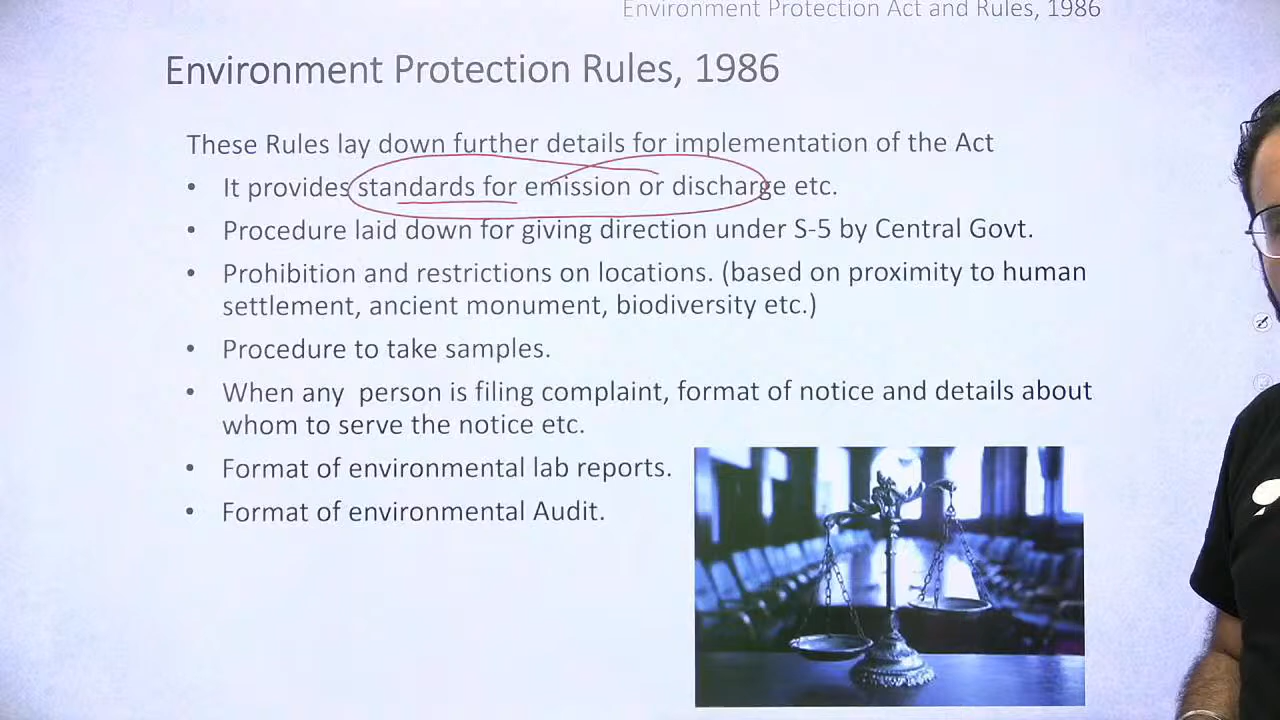 Environment Protection Act and Rules, 1986
Environment Protection Rules, 1986
These Rules lay down further details for implementation of the Act
• It provides standards for emission or discharge etc.
• Procedure laid down for giving direction under S-5 by Central Govt.
• Prohibition and restrictions on locations. (based on proximity to human
settlement, ancient monument, biodiversity etc.)
• Procedure to take samples.
• When any person is filing complaint, format of notice and details about
whom to serve the notice etc.
• Format of environmental lab reports.
• Format of environmental Audit.